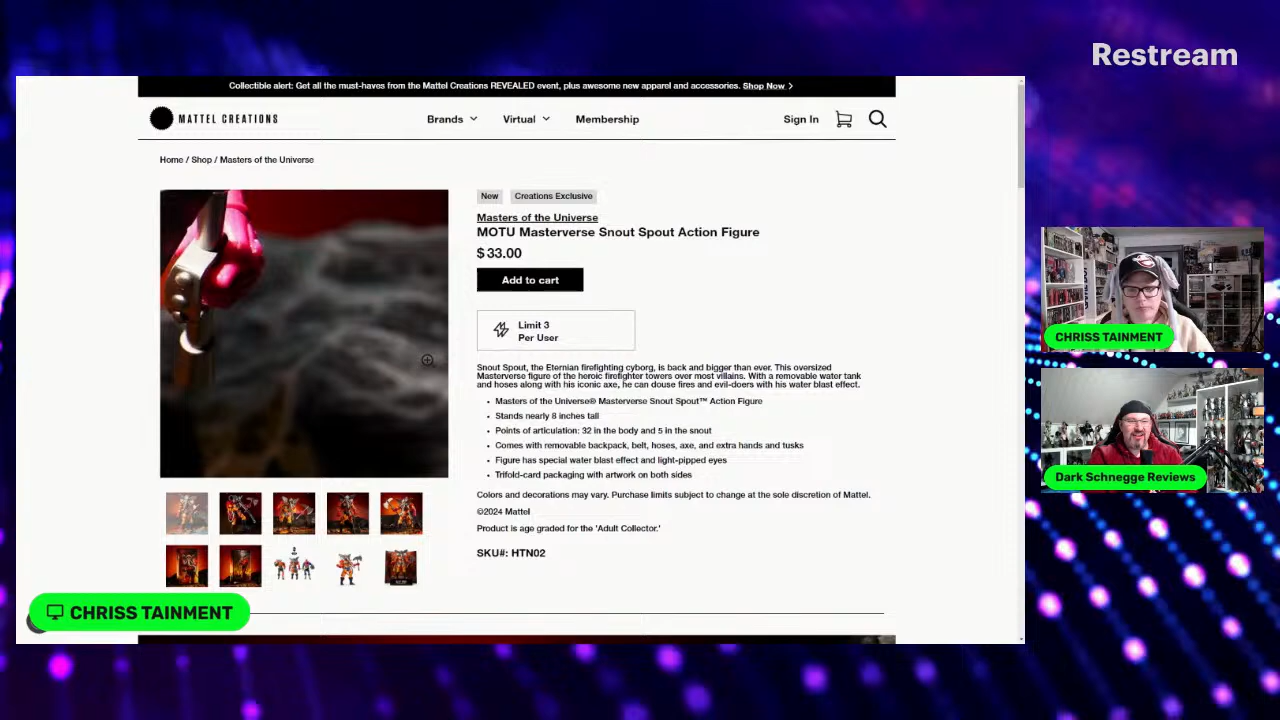 Restream
Collectible alert: Get all the must-haves from the Mattel Creations REVEALED event, plus awesome new apparel and accessories. Shop Now
MATTEL CREATIONS
Brands
Virtual
Membership
Sign In
Home / Shop / Masters of the Universe
New
Creations Exclusive
Masters of the Universe
MOTU Masterverse Snout Spout Action Figure
$ 33.00
Add to cart
Limit 3
Per User
Snout Spout, the Eternian firefighting cyborg, is back and bigger than ever. This oversized
Masterverse figure of the heroic firefighter towers over most villains. With a removable water tank
and hoses along with his iconic axe, he can douse fires and evil-doers with his water blast effect.
• Masters of the Universe® Masterverse Snout Spout™ Action Figure
• Stands nearly 8 inches tall
• Points of articulation: 32 in the body and 5 in the snout
• Comes with removable backpack, belt, hoses, axe, and extra hands and tusks
• Figure has special water blast effect and light-pipped eyes
• Trifold-card packaging with artwork on both sides
Colors and decorations may vary. Purchase limits subject to change at the sole discretion of Mattel.
©2024 Mattel
Product is age graded for the 'Adult Collector.'
SKU#: HTN02
CHRISS TAINMENT
CHRISS TAINMENT
Dark Schnegge Reviews